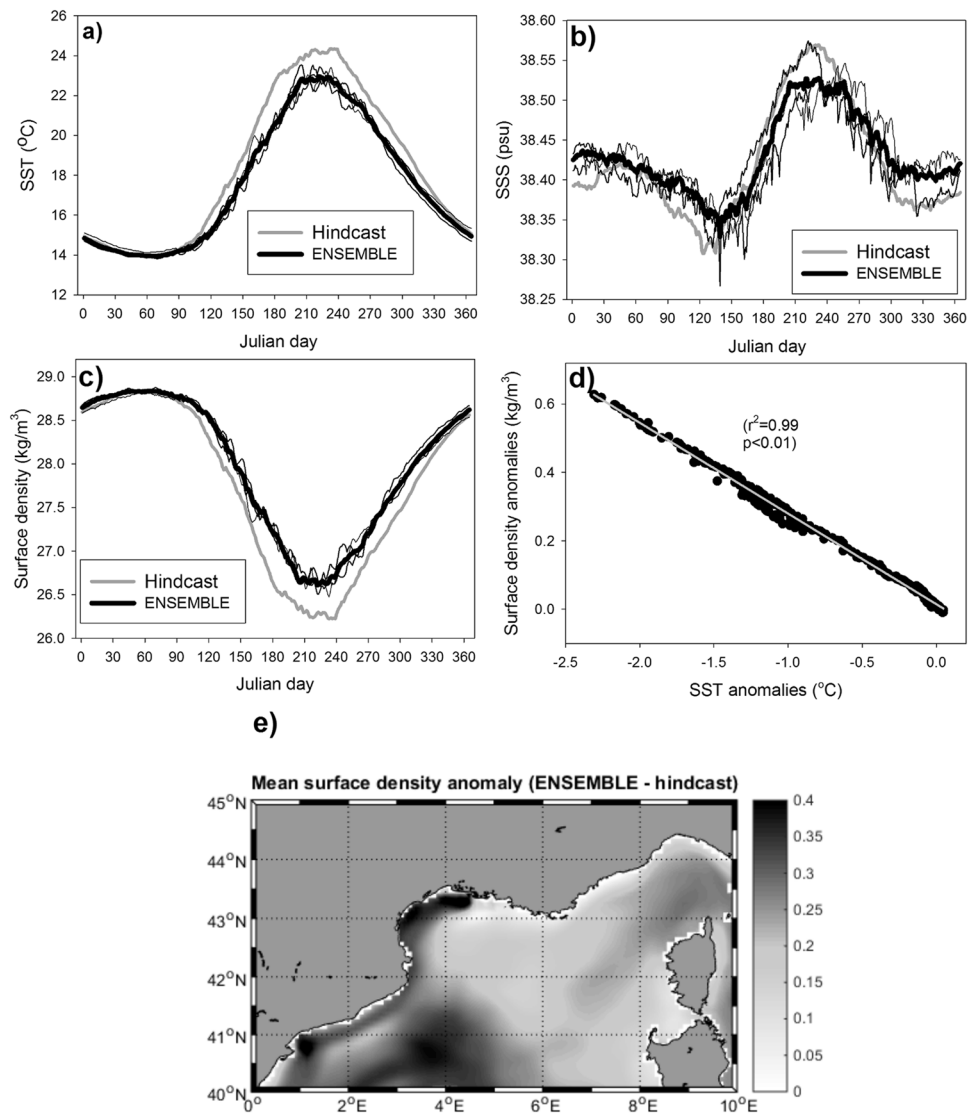 a)
SST (°C)
26
24
22
20
18
16
14
12
Hindcast
ENSEMBLE
0 30 60 90 120 150 180 210 240 270 300 330 360
Julian day
b)
SSS (psu)
38.60
38.55
38.50
38.45
38.40
38.35
38.30
38.25
Hindcast
ENSEMBLE
0 30 60 90 120 150 180 210 240 270 300 330 360
Julian day
c)
Surface density (kg/m³)
29.0
28.5
28.0
27.5
27.0
26.5
26.0
Hindcast
ENSEMBLE
0 30 60 90 120 150 180 210 240 270 300 330 360
Julian day
d)
Surface density anomalies (kg/m³)
0.6
0.4
0.2
0.0
(r²=0.99
p<0.01)
-2.5 -2.0 -1.5 -1.0 -0.5 0.0
SST anomalies (°C)
e)
Mean surface density anomaly (ENSEMBLE - hindcast)
45°N
44°N
43°N
42°N
41°N
40°N
0° 2°E 4°E 6°E 8°E 10°E
0.4
0.35
0.3
0.25
0.2
0.15
0.1
0.05
0